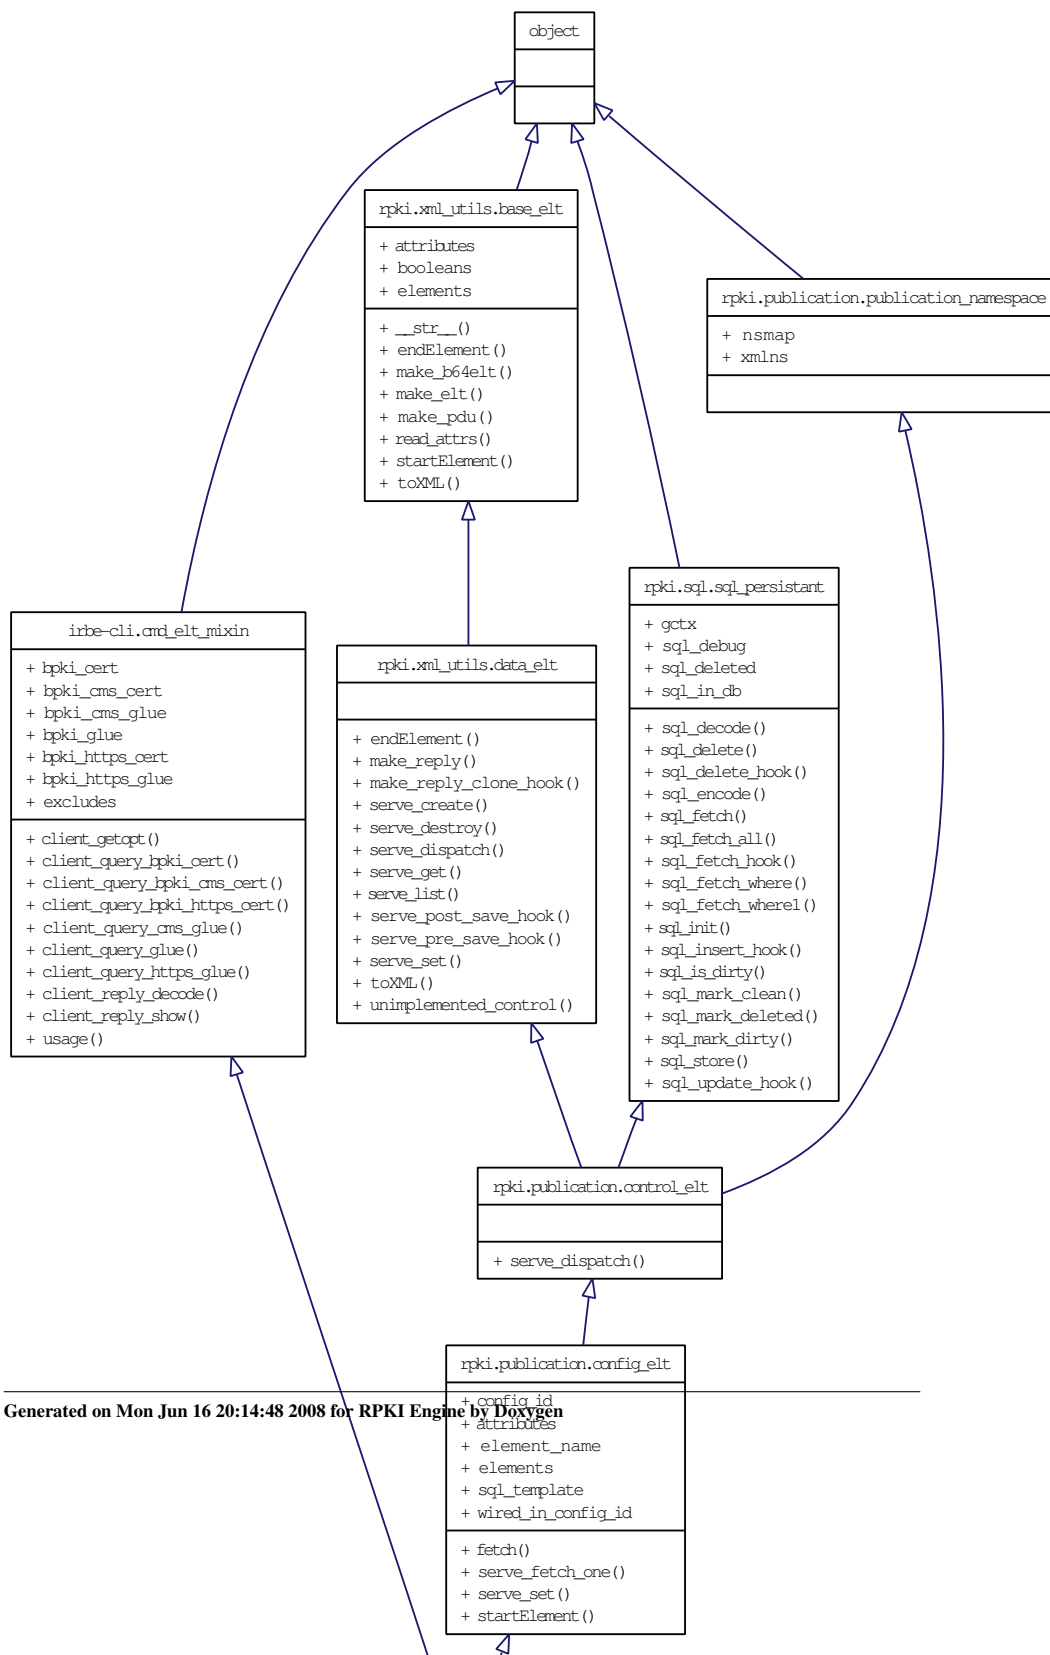 object
rpki.xml_utils.base_elt
+ attributes
+ booleans
+ elements
+ __str__()
+ endElement()
+ make_b64elt()
+ make_elt()
+ make_pdu()
+ read_attrs()
+ startElement()
+ toXML()
rpki.publication.publication_namespace
+ nsmap
+ xmlns
rpki.sql.sql_persistant
+ gctx
+ sql_debug
+ sql_deleted
+ sql_in_db
+ sql_decode()
+ sql_delete()
+ sql_delete_hook()
+ sql_encode()
+ sql_fetch()
+ sql_fetch_all()
+ sql_fetch_hook()
+ sql_fetch_where()
+ sql_fetch_where1()
+ sql_init()
+ sql_insert_hook()
+ sql_is_dirty()
+ sql_mark_clean()
+ sql_mark_deleted()
+ sql_mark_dirty()
+ sql_store()
+ sql_update_hook()
irbe-cli.cmd_elt_mixin
+ bpki_cert
+ bpki_cms_cert
+ bpki_cms_glue
+ bpki_glue
+ bpki_https_cert
+ bpki_https_glue
+ excludes
+ client_getopt()
+ client_query_bpki_cert()
+ client_query_bpki_cms_cert()
+ client_query_bpki_https_cert()
+ client_query_cms_glue()
+ client_query_glue()
+ client_query_https_glue()
+ client_reply_decode()
+ client_reply_show()
+ usage()
rpki.xml_utils.data_elt
+ endElement()
+ make_reply()
+ make_reply_clone_hook()
+ serve_create()
+ serve_destroy()
+ serve_dispatch()
+ serve_get()
+ serve_list()
+ serve_post_save_hook()
+ serve_pre_save_hook()
+ serve_set()
+ toXML()
+ unimplemented_control()
rpki.publication.control_elt
+ serve_dispatch()
rpki.publication.config_elt
+ config_id
+ attributes
+ element_name
+ elements
+ sql_template
+ wired_in_config_id
+ fetch()
+ serve_fetch_one()
+ serve_set()
+ startElement()
Generated on Mon Jun 16 20:14:48 2008 for RPKI Engine by Doxygen